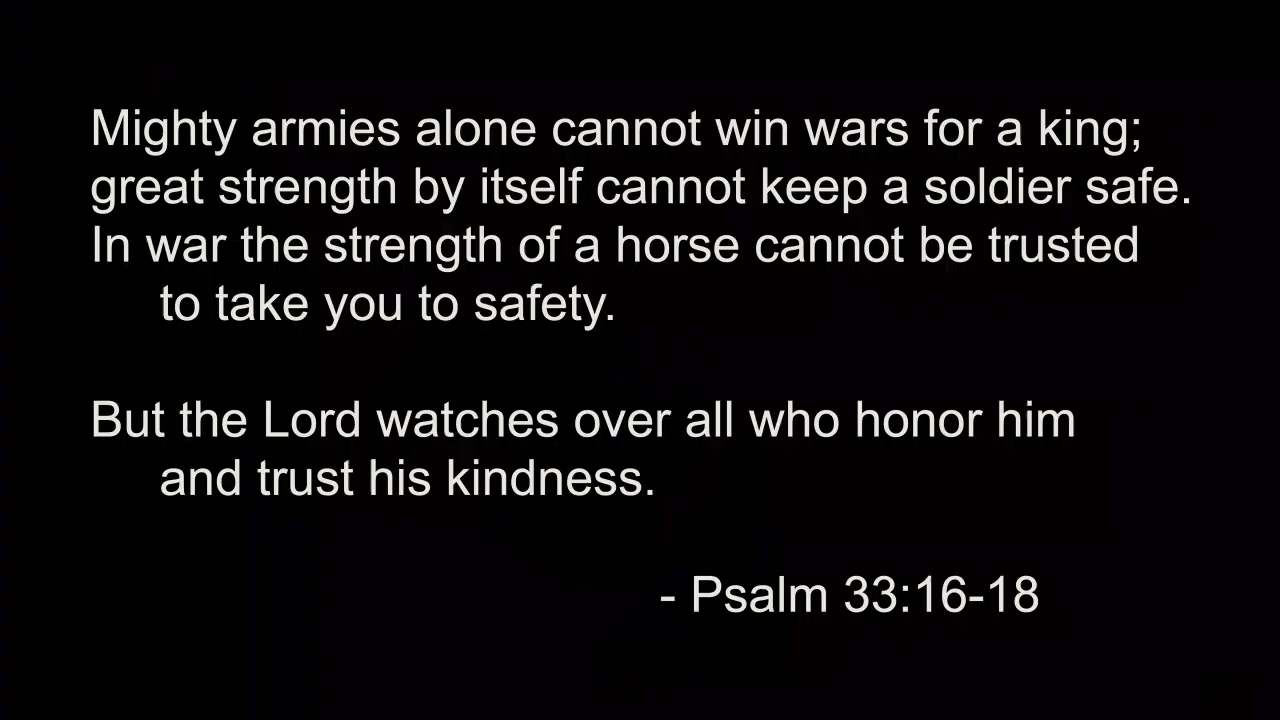 Mighty armies alone cannot win wars for a king;
great strength by itself cannot keep a soldier safe.
In war the strength of a horse cannot be trusted
to take you to safety.
But the Lord watches over all who honor him
and trust his kindness.
- Psalm 33:16-18